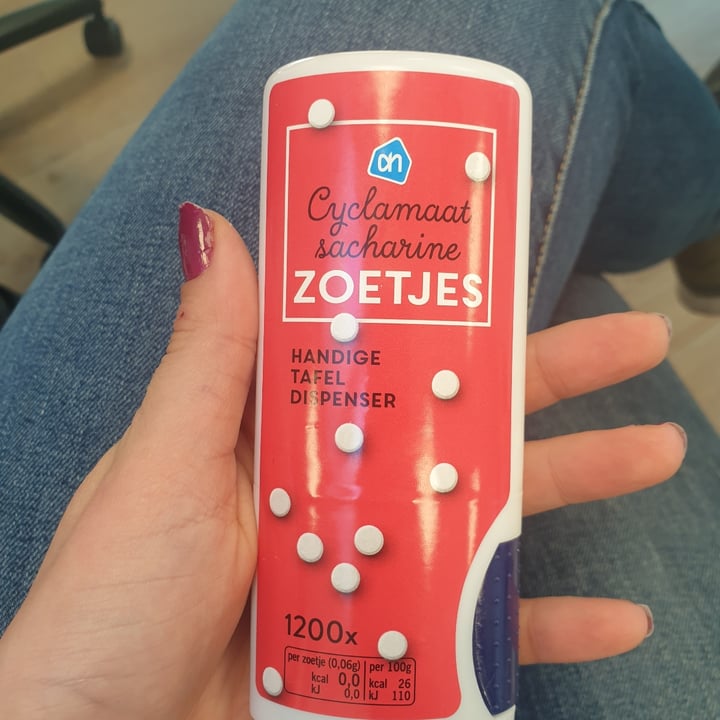 ah
Cyclamaat
sacharine
ZOETJES
HANDIGE
TAFEL
DISPENSER
1200x
per zoetje (0,06g) per 100g
kcal 0,0 kcal 26
kJ 0,0 kJ 110